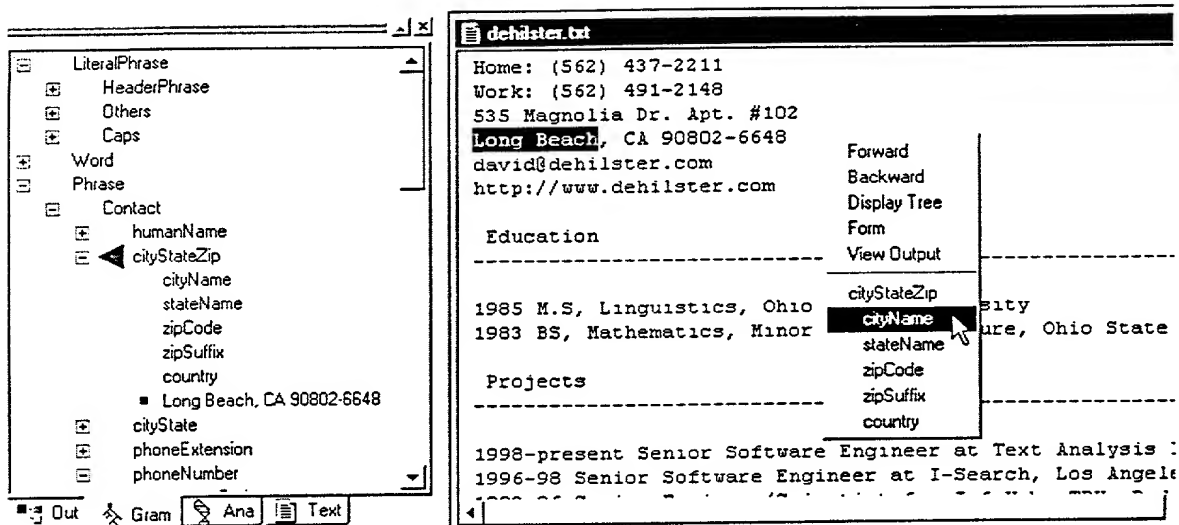 LiteralPhrase
HeaderPhrase
Others
Caps
Word
Phrase
Contact
humanName
cityStateZip
cityName
stateName
zipCode
zipSuffix
country
Long Beach, CA 90802-6648
cityState
phoneExtension
phoneNumber
Out Gram Ana Text
dehilster.txt
Home: (562) 437-2211
Work: (562) 491-2148
535 Magnolia Dr. Apt. #102
Long Beach, CA 90802-6648
david@dehilster.com
http://www.dehilster.com
Education
1985 M.S, Linguistics, Ohio sity
1983 BS, Mathematics, Minor ure, Ohio State
Projects
1998-present Senior Software Engineer at Text Analysis
1996-98 Senior Software Engineer at I-Search, Los Angele
Forward
Backward
Display Tree
Form
View Output
cityStateZip
cityName
stateName
zipCode
zipSuffix
country